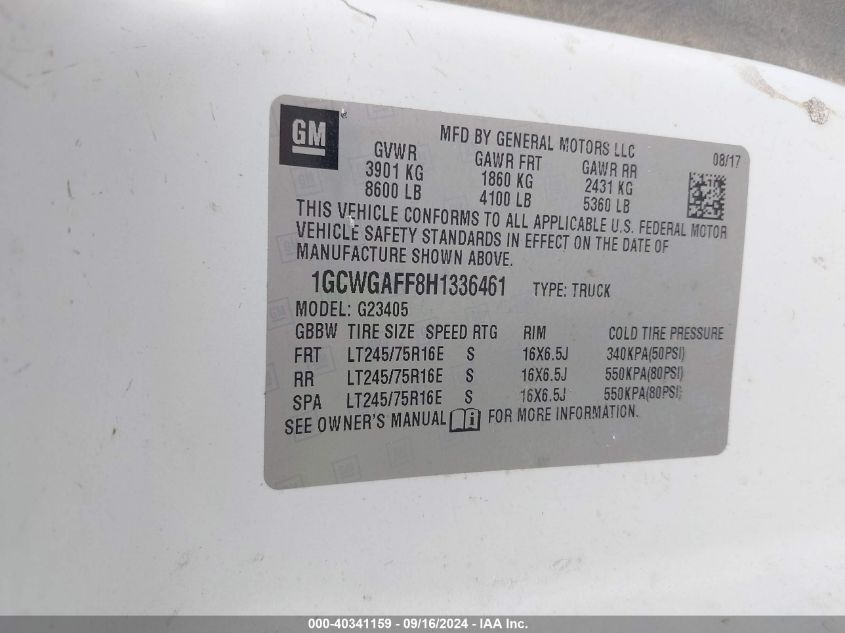 GM
MFD BY GENERAL MOTORS LLC
08/17
GVWR GAWR FRT GAWR RR
3901 KG 1860 KG 2431 KG
8600 LB 4100 LB 5360 LB
THIS VEHICLE CONFORMS TO ALL APPLICABLE U.S. FEDERAL MOTOR
VEHICLE SAFETY STANDARDS IN EFFECT ON THE DATE OF
MANUFACTURE SHOWN ABOVE.
1GCWGAFF8H1336461 TYPE: TRUCK
MODEL: G23405
GBBW TIRE SIZE SPEED RTG RIM COLD TIRE PRESSURE
FRT LT245/75R16E S 16X6.5J 340KPA(50PSI)
RR LT245/75R16E S 16X6.5J 550KPA(80PSI)
SPA LT245/75R16E S 16X6.5J 550KPA(80PSI)
SEE OWNER'S MANUAL FOR MORE INFORMATION.
000-40341159 - 09/16/2024 - IAA Inc.